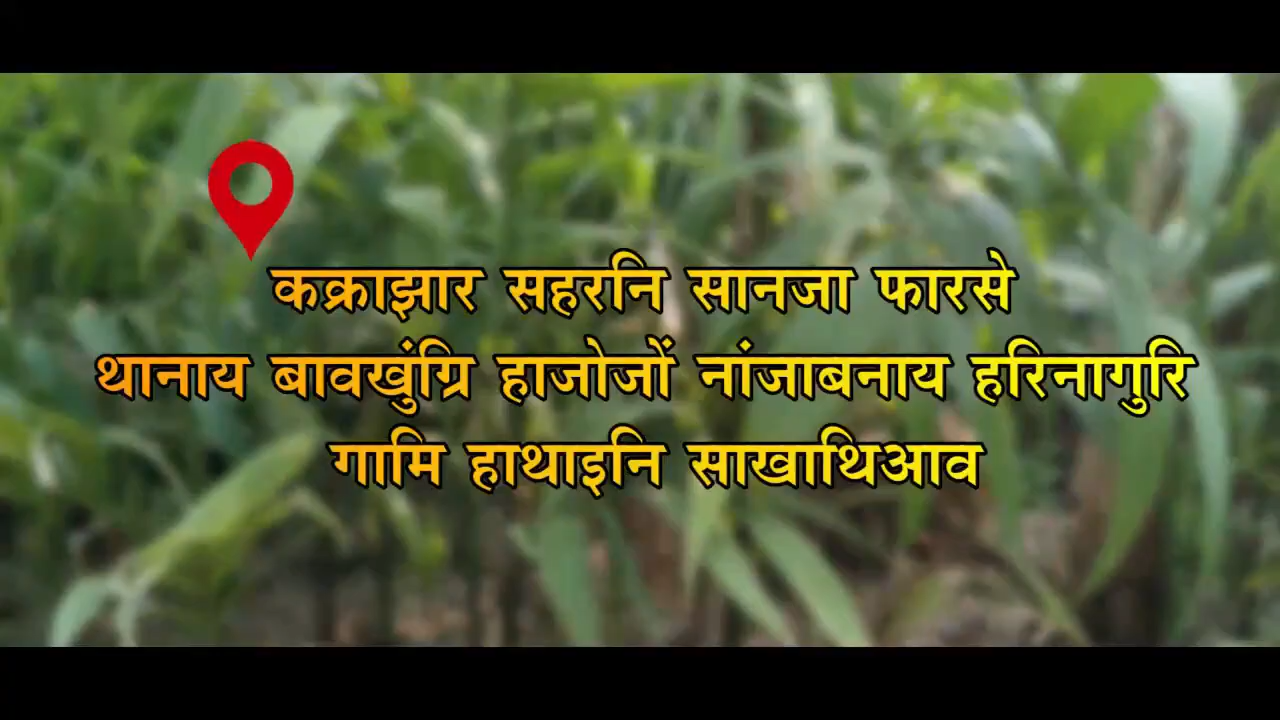 कक्राझार सहरनि सानजा फारसे
थानाय बावखुंग्रि हाजोजों नांजाबनाय हरिनागुरि
गामि हाथाइनि साखाथिआव